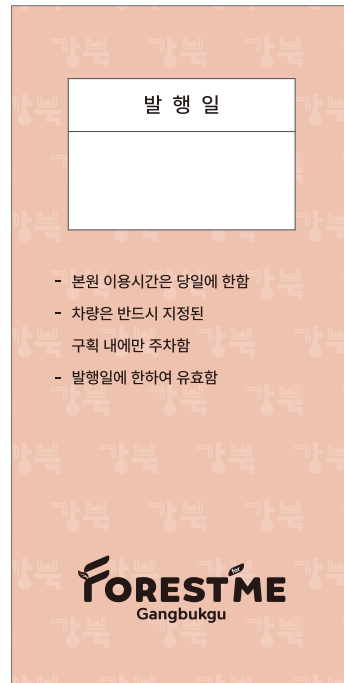 발 행 일
- 본원 이용시간은 당일에 한함
- 차량은 반드시 지정된
구획 내에만 주차함
- 발행일에 한하여 유효함
FOREST for ME
Gangbukgu